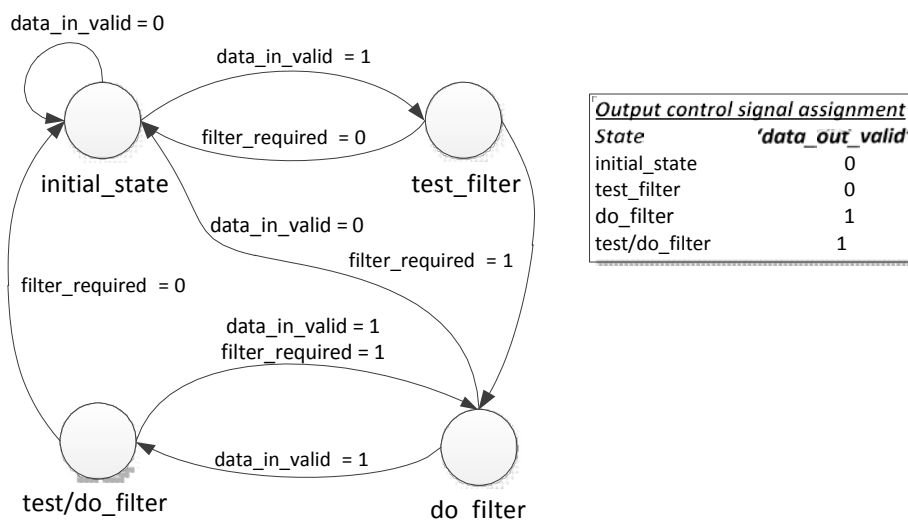 data_in_valid = 0
data_in_valid = 1
filter_required = 0
initial_state
test_filter
data_in_valid = 0
filter_required = 1
filter_required = 0
data_in_valid = 1
filter_required = 1
data_in_valid = 1
test/do_filter
do_filter
Output control signal assignment
State 'data_out_valid'
initial_state 0
test_filter 0
do_filter 1
test/do_filter 1